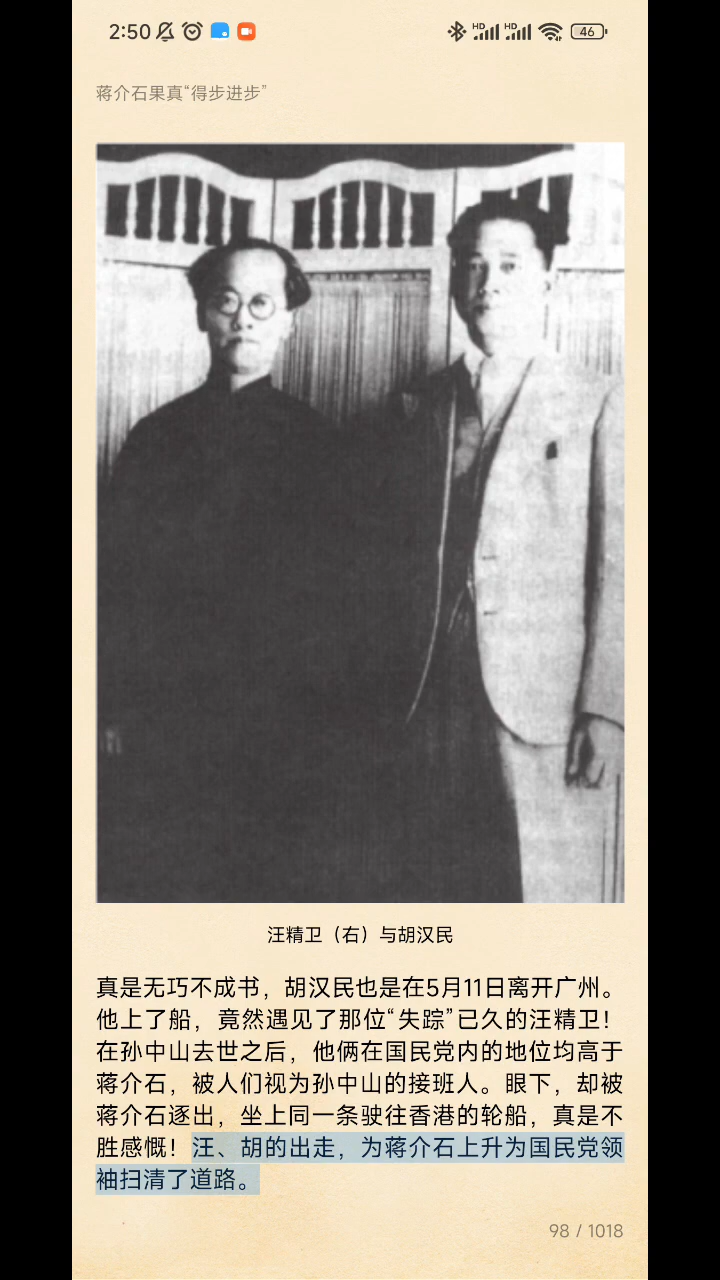 2:50
HD
HD
46
蒋介石果真“得步进步”
汪精卫（右）与胡汉民
真是无巧不成书，胡汉民也是在5月11日离开广州。
他上了船，竟然遇见了那位“失踪”已久的汪精卫！
在孙中山去世之后，他俩在国民党内的地位均高于
蒋介石，被人们视为孙中山的接班人。眼下，却被
蒋介石逐出，坐上同一条驶往香港的轮船，真是不
胜感慨！汪、胡的出走，为蒋介石上升为国民党领
袖扫清了道路。
98 / 1018